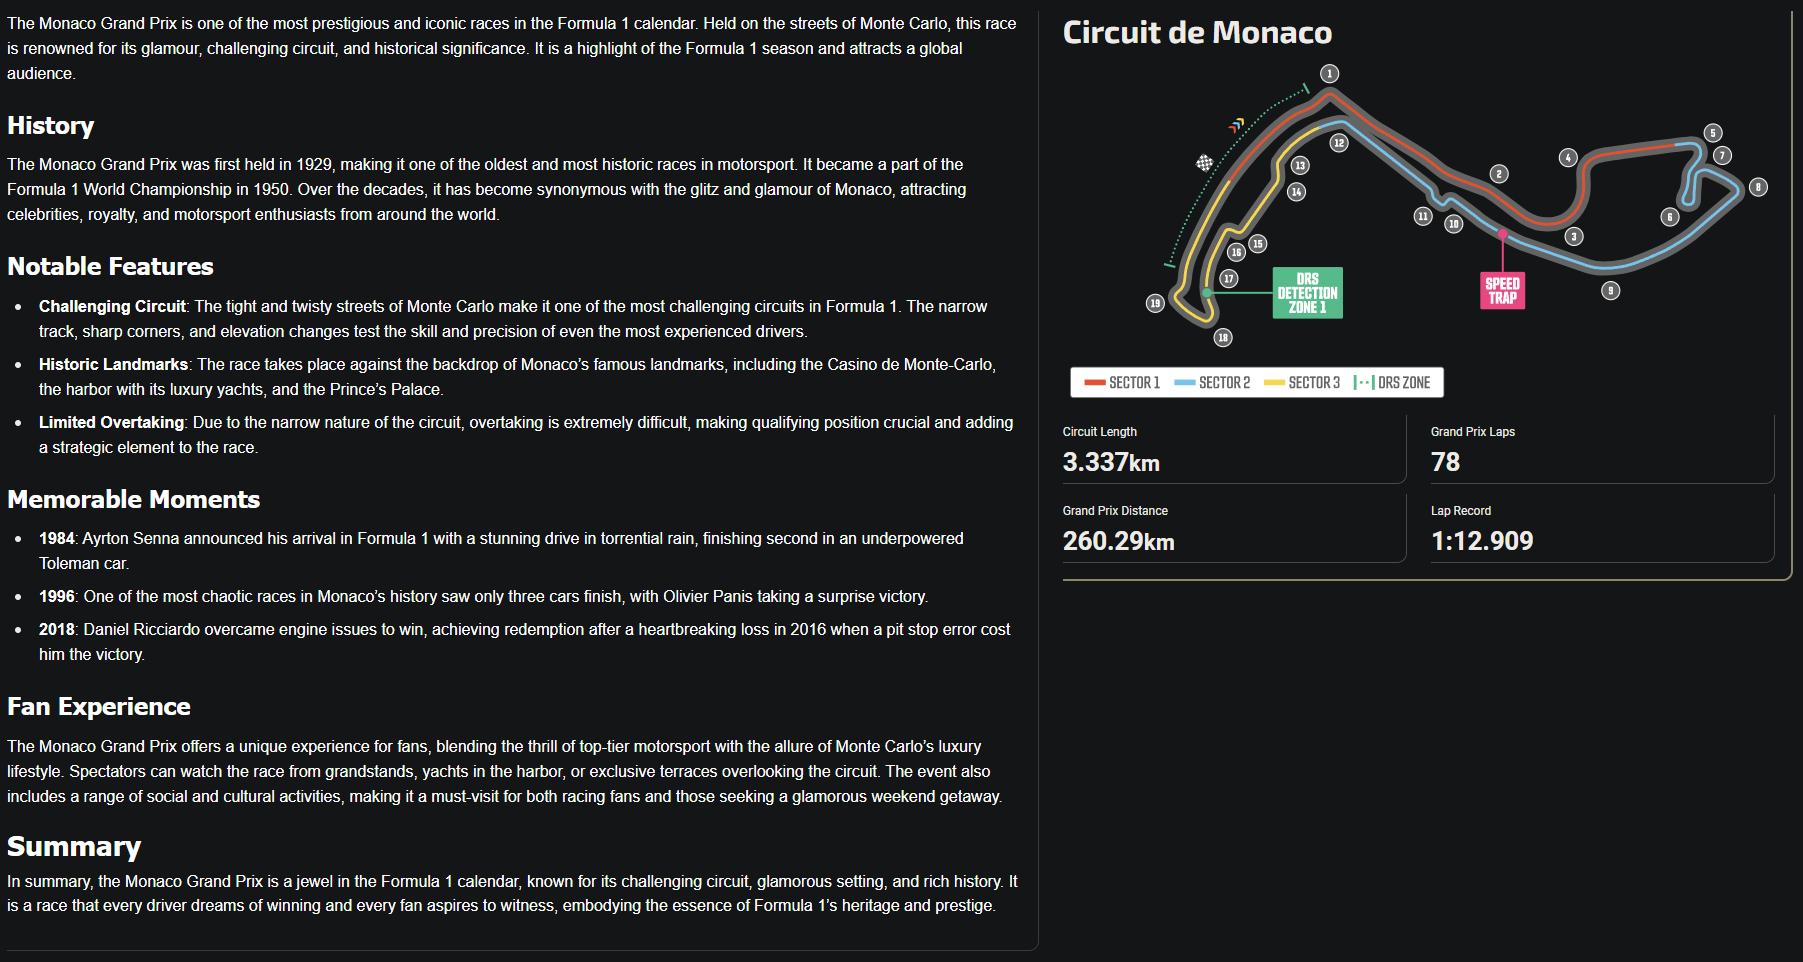 The Monaco Grand Prix is one of the most prestigious and iconic races in the Formula 1 calendar. Held on the streets of Monte Carlo, this race
is renowned for its glamour, challenging circuit, and historical significance. It is a highlight of the Formula 1 season and attracts a global
audience.
History
The Monaco Grand Prix was first held in 1929, making it one of the oldest and most historic races in motorsport. It became a part of the
Formula 1 World Championship in 1950. Over the decades, it has become synonymous with the glitz and glamour of Monaco, attracting
celebrities, royalty, and motorsport enthusiasts from around the world.
Notable Features
• Challenging Circuit: The tight and twisty streets of Monte Carlo make it one of the most challenging circuits in Formula 1. The narrow
track, sharp corners, and elevation changes test the skill and precision of even the most experienced drivers.
• Historic Landmarks: The race takes place against the backdrop of Monaco’s famous landmarks, including the Casino de Monte-Carlo,
the harbor with its luxury yachts, and the Prince’s Palace.
• Limited Overtaking: Due to the narrow nature of the circuit, overtaking is extremely difficult, making qualifying position crucial and adding
a strategic element to the race.
Memorable Moments
• 1984: Ayrton Senna announced his arrival in Formula 1 with a stunning drive in torrential rain, finishing second in an underpowered
Toleman car.
• 1996: One of the most chaotic races in Monaco’s history saw only three cars finish, with Olivier Panis taking a surprise victory.
• 2018: Daniel Ricciardo overcame engine issues to win, achieving redemption after a heartbreaking loss in 2016 when a pit stop error cost
him the victory.
Fan Experience
The Monaco Grand Prix offers a unique experience for fans, blending the thrill of top-tier motorsport with the allure of Monte Carlo’s luxury
lifestyle. Spectators can watch the race from grandstands, yachts in the harbor, or exclusive terraces overlooking the circuit. The event also
includes a range of social and cultural activities, making it a must-visit for both racing fans and those seeking a glamorous weekend getaway.
Summary
In summary, the Monaco Grand Prix is a jewel in the Formula 1 calendar, known for its challenging circuit, glamorous setting, and rich history. It
is a race that every driver dreams of winning and every fan aspires to witness, embodying the essence of Formula 1’s heritage and prestige.
Circuit de Monaco
1
2
3
4
5
6
7
8
9
10
11
12
13
14
15
16
17
18
19
DRS
DETECTION
ZONE 1
SPEED
TRAP
SECTOR 1 SECTOR 2 SECTOR 3 DRS ZONE
Circuit Length
3.337km
Grand Prix Laps
78
Grand Prix Distance
260.29km
Lap Record
1:12.909